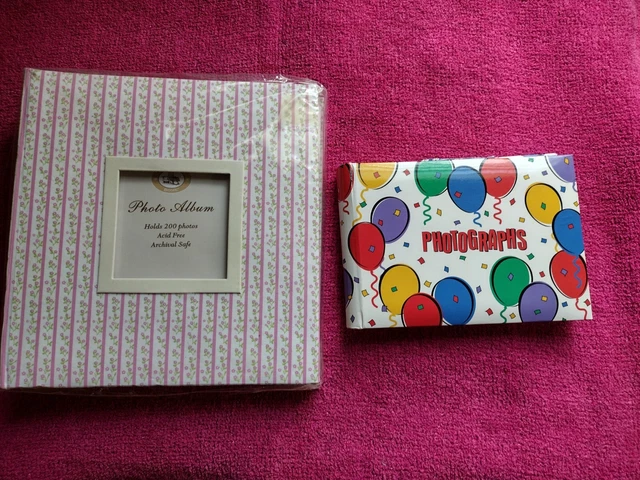 Photo Album
Holds 200 photos
Acid Free
Archival Safe
PHOTOGRAPHS